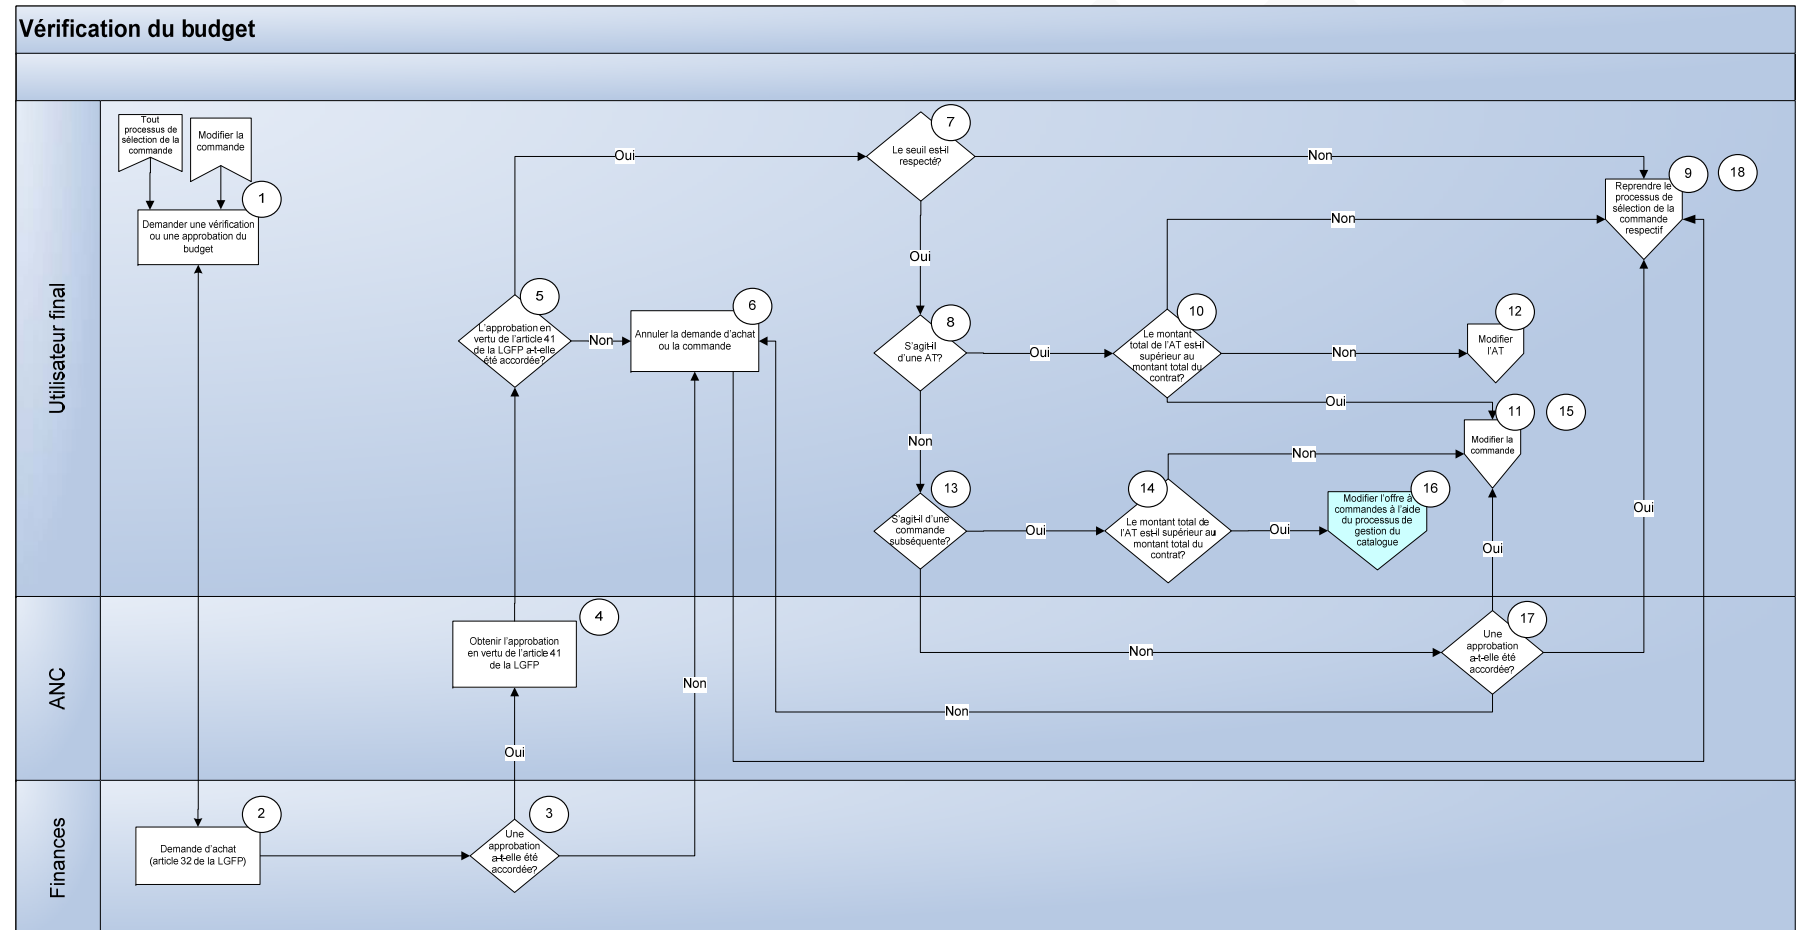 Vérification du budget
Utilisateur final
Tout
processus de
sélection de la
commande
Modifier la
commande
1
Demander une vérification
ou une approbation du
budget
5
L'approbation en
vertu de l'article 41
de la LGFP a-t-elle
été accordée?
Oui
Non
6
Annuler la demande d'achat
ou la commande
7
Le seuil est-il
respecté?
Non
Oui
9
18
Reprendre le
processus de
sélection de la
commande
respectif
8
S'agit-il
d'une AT?
Oui
Non
10
Le montant
total de l'AT est-il
supérieur au
montant total du
contrat?
Non
Non
Oui
12
Modifier
l'AT
11
15
Modifier la
commande
13
S'agit-il d'une
commande
subséquente?
Oui
14
Le montant total de
l'AT est-il supérieur au
montant total du
contrat?
Non
Oui
16
Modifier l'offre à
commandes à l'aide
du processus de
gestion du
catalogue
Oui
Oui
ANC
4
Obtenir l'approbation
en vertu de l'article 41
de la LGFP
Non
Non
17
Une
approbation
a-t-elle été
accordée?
Non
Oui
Finances
2
Demande d'achat
(article 32 de la LGFP)
3
Une
approbation
a-t-elle été
accordée?